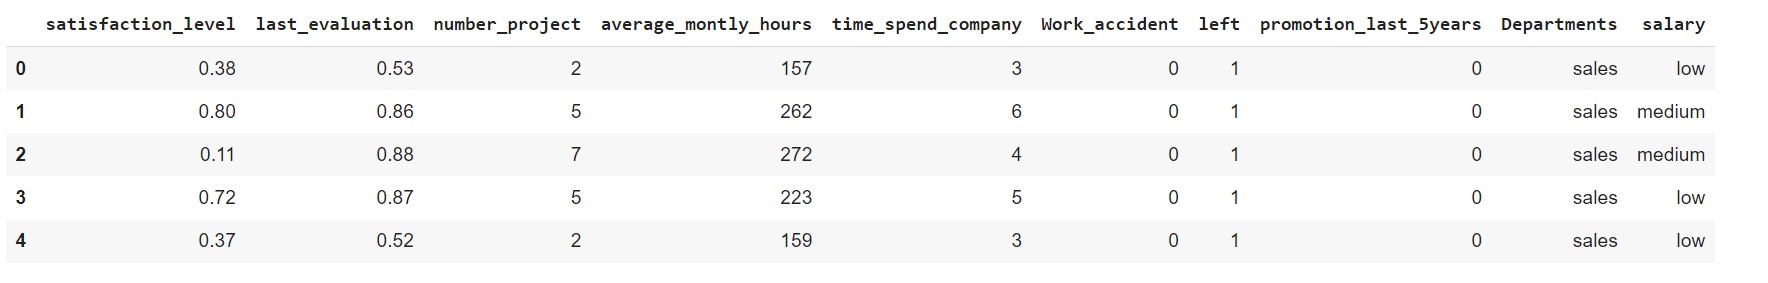 satisfaction_level last_evaluation number_project average_montly_hours time_spend_company Work_accident left promotion_last_5years Departments salary
0 0.38 0.53 2 157 3 0 1 0 sales low
1 0.80 0.86 5 262 6 0 1 0 sales medium
2 0.11 0.88 7 272 4 0 1 0 sales medium
3 0.72 0.87 5 223 5 0 1 0 sales low
4 0.37 0.52 2 159 3 0 1 0 sales low